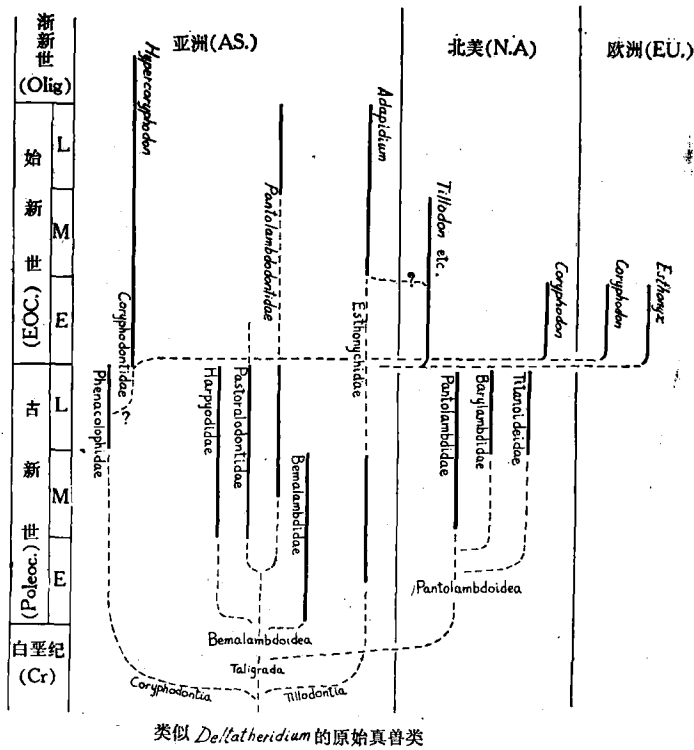 亚洲(AS.)
北美(N.A)
欧洲(EU.)
渐新世
(Olig)
始新世
(EOC.)
L
M
E
古新世
(Poleoc.)
L
M
E
白垩纪
(Cr)
Hypercoryphodon
Adapidium
Pantolambdodontidae
Tillodon etc.
?
Coryphodon
Coryphodon
Esthonyx
Coryphodontidae
Esthonychidae
Phenacolophidae
?
Harpyodidae
Pastoralodontidae
Bemalambdidae
Pantolambdidae
Barylambdidae
Titanoideidae
Pantolambdoidea
Bemalambdoidea
Taligrada
Coryphodontia
Tillodontia
类似 Deltatheridium 的原始真兽类